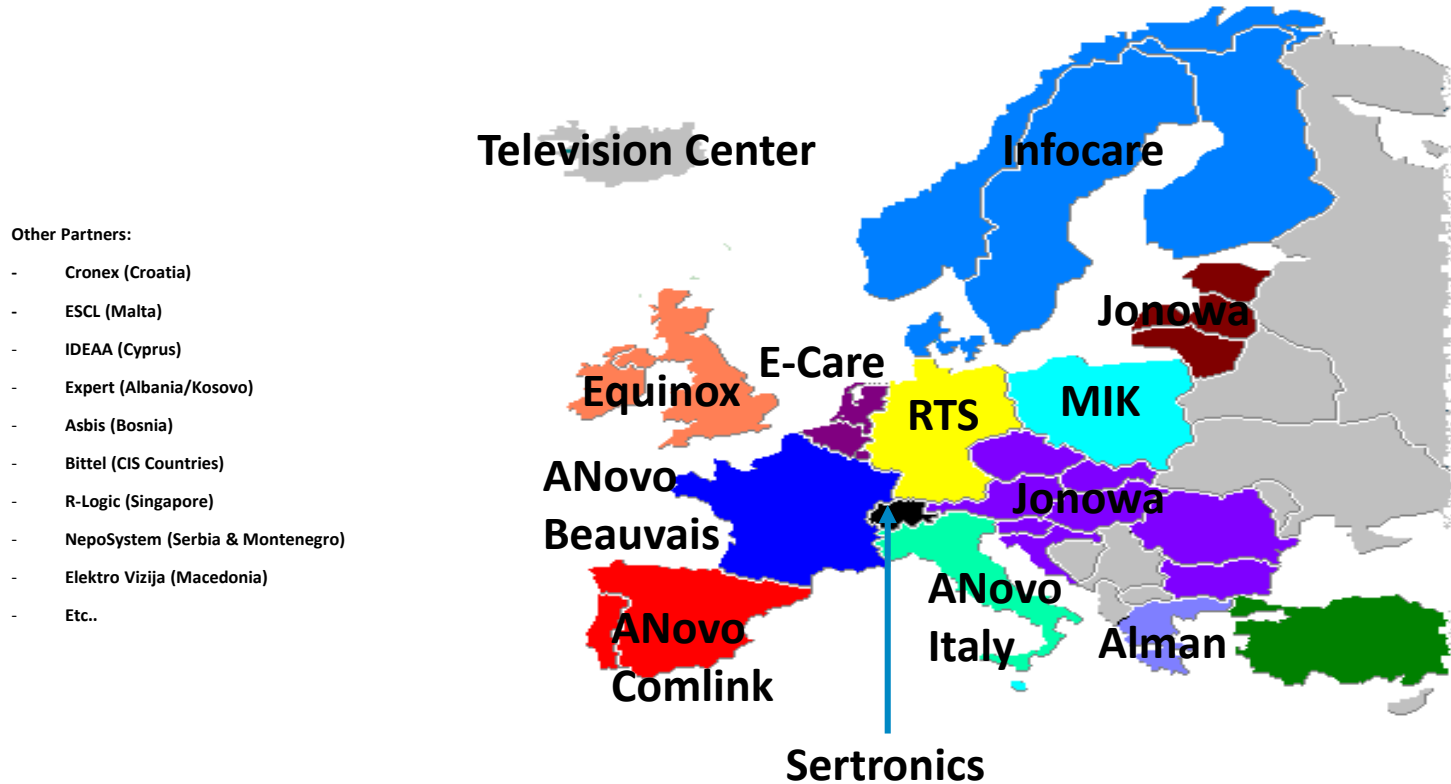 Television Center
Infocare
Other Partners:
- Cronex (Croatia)
- ESCL (Malta)
- IDEAA (Cyprus)
- Expert (Albania/Kosovo)
- Asbis (Bosnia)
- Bittel (CIS Countries)
- R-Logic (Singapore)
- NepoSystem (Serbia & Montenegro)
- Elektro Vizija (Macedonia)
- Etc..
Jonowa
E-Care
Equinox
RTS
MIK
ANovo
Beauvais
Jonowa
ANovo
Italy
Alman
ANovo
Comlink
Sertronics